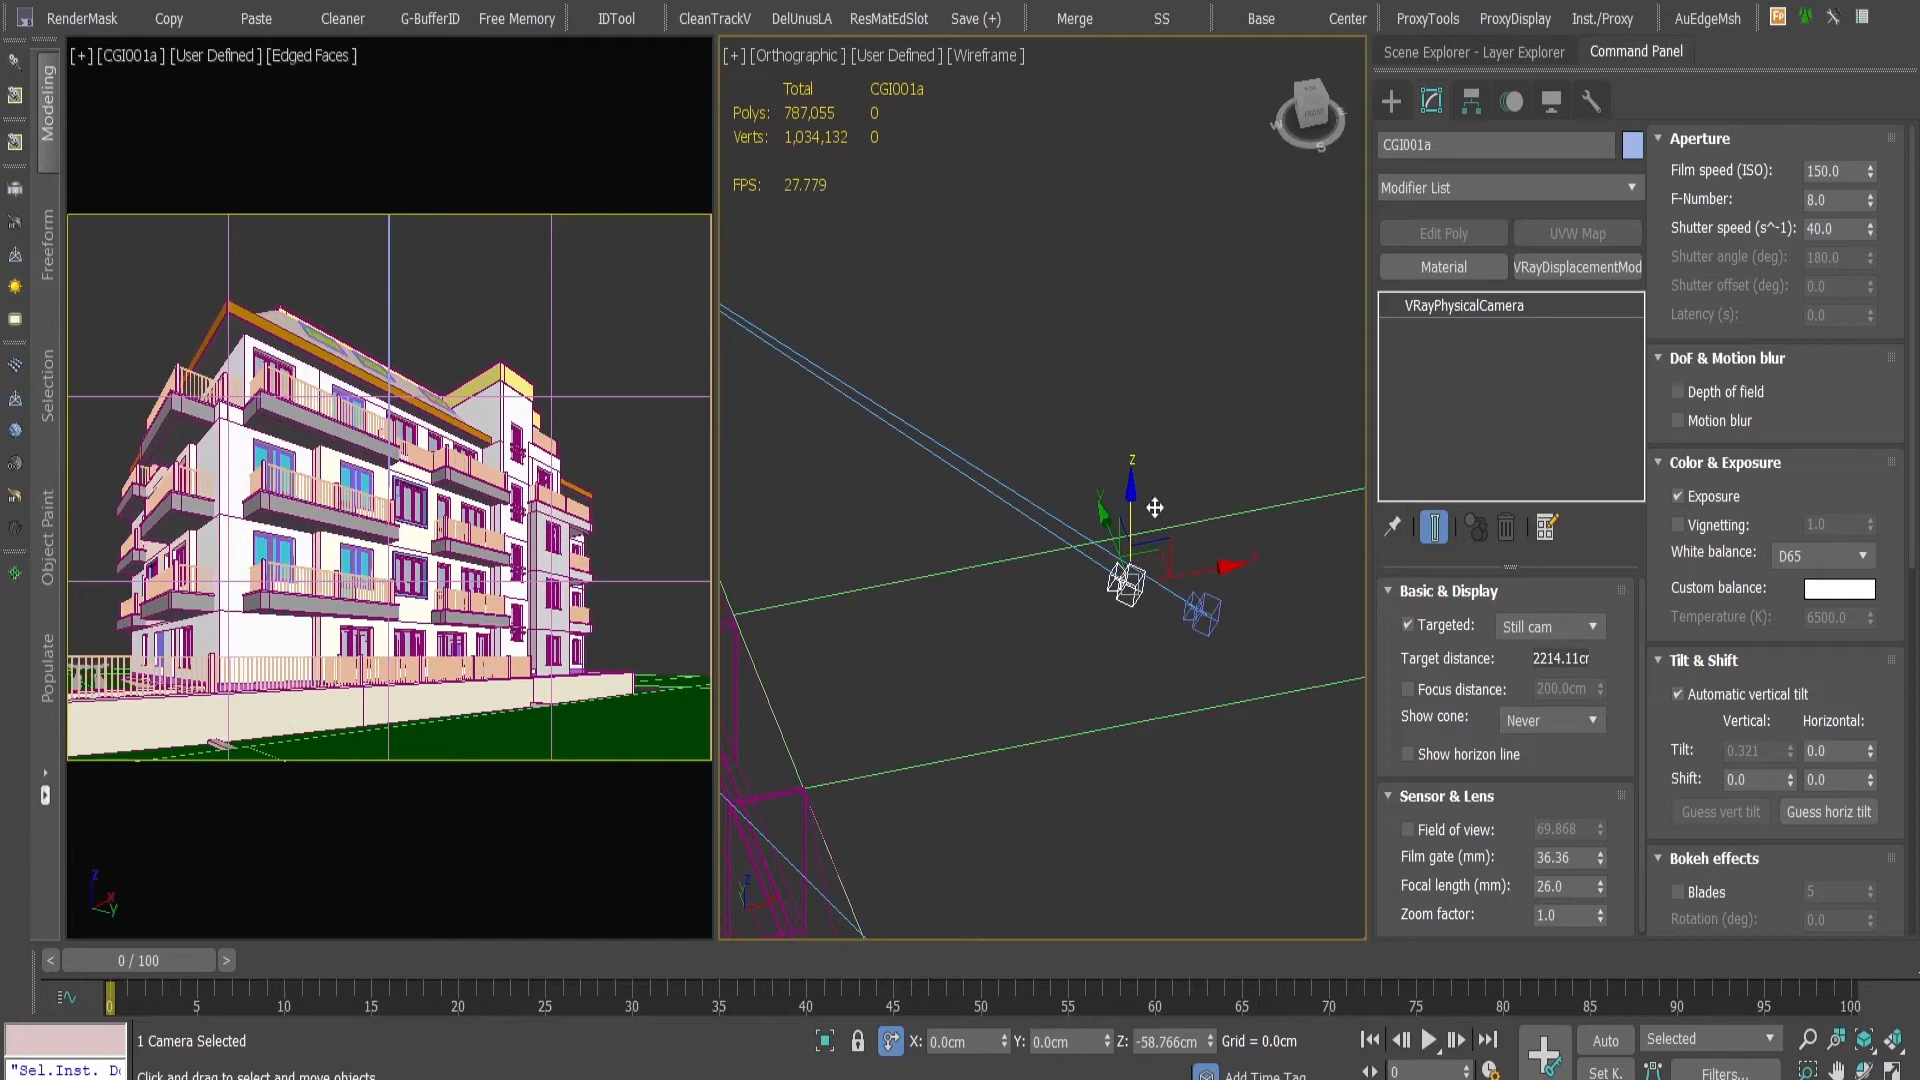 RenderMask Copy Paste Cleaner G-BufferID Free Memory IDTool CleanTrackV DelUnusLA ResMatEdSlot Save (+) Merge SS Base Center ProxyTools ProxyDisplay Inst./Proxy AuEdgeMsh
[+] [CGI001a ] [User Defined ] [Edged Faces ]
[+] [Orthographic ] [User Defined ] [Wireframe ]
Scene Explorer - Layer Explorer Command Panel
Total CGI001a
Polys: 787,055 0
Verts: 1,034,132 0
FPS: 27.779
FRONT
W
S
Modeling
Freeform
Selection
Object Paint
Populate
z
y
x
z
CGI001a
Modifier List
Edit Poly UVW Map
Material VRayDisplacementMod
VRayPhysicalCamera
Basic & Display
Targeted: Still cam
Target distance: 2214.11cr
Focus distance: 200.0cm
Show cone: Never
Show horizon line
Sensor & Lens
Field of view: 69.868
Film gate (mm): 36.36
Focal length (mm): 26.0
Zoom factor: 1.0
Aperture
Film speed (ISO): 150.0
F-Number: 8.0
Shutter speed (s^-1): 40.0
Shutter angle (deg): 180.0
Shutter offset (deg): 0.0
Latency (s): 0.0
DoF & Motion blur
Depth of field
Motion blur
Color & Exposure
Exposure
Vignetting: 1.0
White balance: D65
Custom balance:
Temperature (K): 6500.0
Tilt & Shift
Automatic vertical tilt
Vertical: Horizontal:
Tilt: 0.321 0.0
Shift: 0.0 0.0
Guess vert tilt Guess horiz tilt
Bokeh effects
Blades 5
Rotation (deg): 0.0
< 0 / 100 >
0 5 10 15 20 25 30 35 40 45 50 55 60 65 70 75 80 85 90 95 100
1 Camera Selected X: 0.0cm Y: 0.0cm Z: -58.766cm Grid = 0.0cm Auto Selected
"Sel.Inst. Click and drag to select and move objects Add Time Tag 0 Set K. Filters...